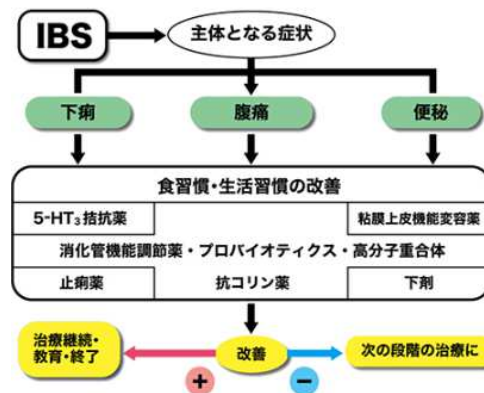 IBS
主体となる症状
下痢
腹痛
便秘
食習慣・生活習慣の改善
5-HT₃拮抗薬
粘膜上皮機能変容薬
消化管機能調節薬・プロバイオティクス・高分子重合体
止痢薬
抗コリン薬
下剤
治療継続・
教育・終了
改善
次の段階の治療に
+
−